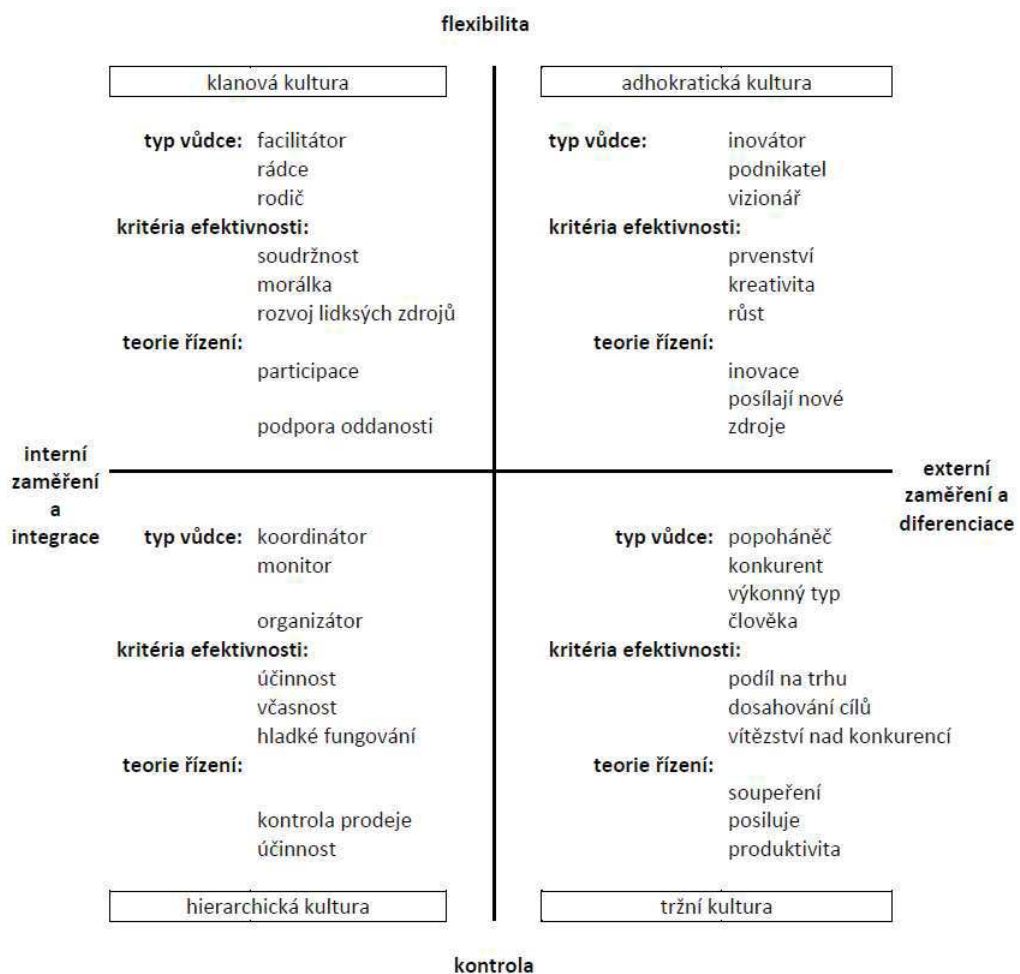 flexibilita
klanová kultura
typ vůdce: facilitátor
rádce
rodič
kritéria efektivnosti:
soudržnost
morálka
rozvoj lidksých zdrojů
teorie řízení:
participace
podpora oddanosti
adhokratická kultura
typ vůdce: inovátor
podnikatel
vizionář
kritéria efektivnosti:
prvenství
kreativita
růst
teorie řízení:
inovace
posílají nové
zdroje
interní
zaměření
a
integrace
externí
zaměření a
diferenciace
typ vůdce: koordinátor
monitor
organizátor
kritéria efektivnosti:
účinnost
včasnost
hladké fungování
teorie řízení:
kontrola prodeje
účinnost
hierarchická kultura
typ vůdce: popoháněč
konkurent
výkonný typ
člověka
kritéria efektivnosti:
podíl na trhu
dosahování cílů
vítězství nad konkurencí
teorie řízení:
soupeření
posiluje
produktivita
tržní kultura
kontrola